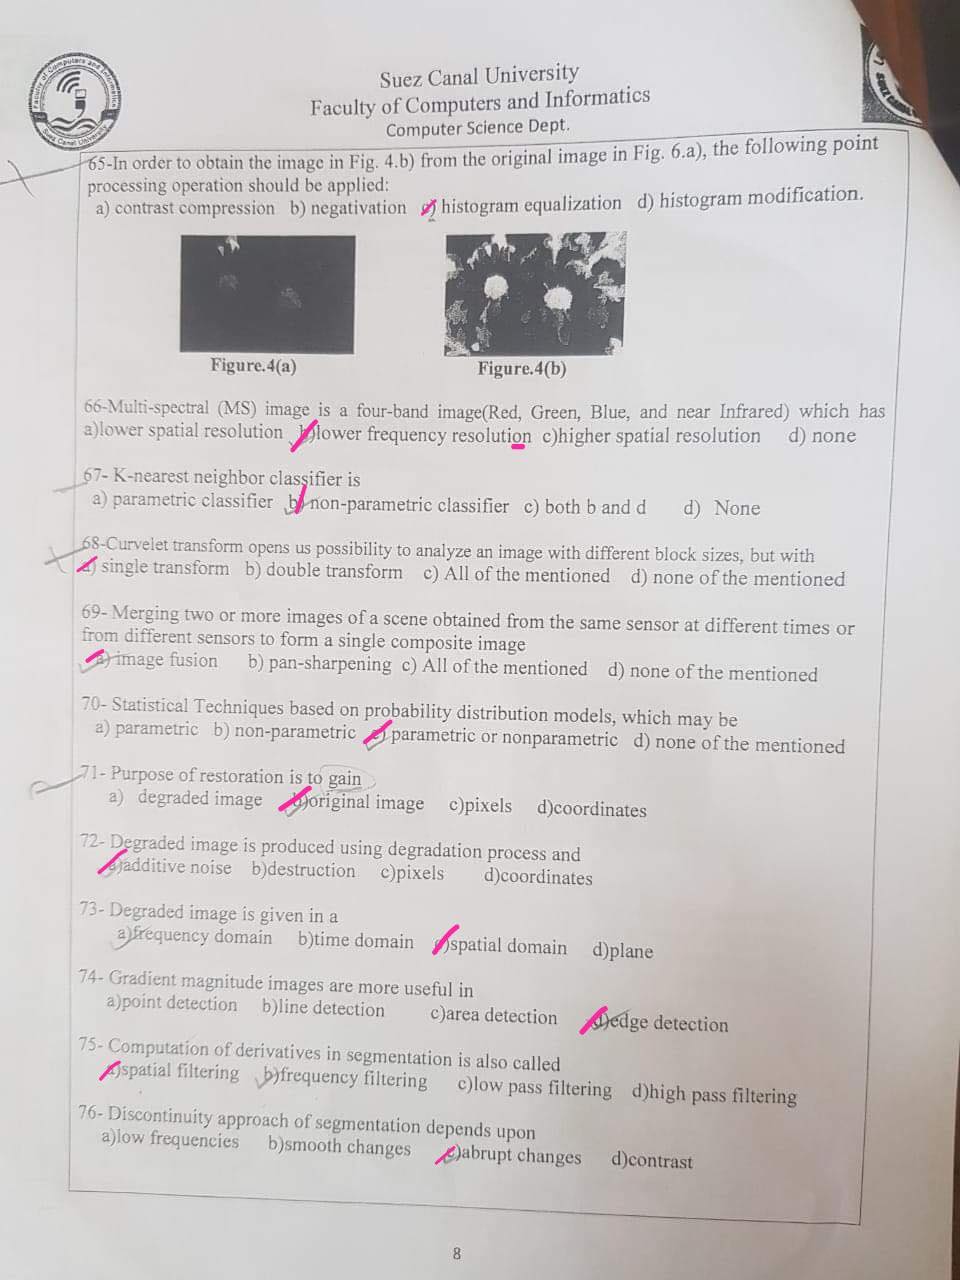 Faculty of Computers and Informatics
Suez Canal University
Suez Canal University
Faculty of Computers and Informatics
Computer Science Dept.
65-In order to obtain the image in Fig. 4.b) from the original image in Fig. 6.a), the following point
processing operation should be applied:
a) contrast compression b) negativation c) histogram equalization d) histogram modification.
Figure.4(a) Figure.4(b)
66-Multi-spectral (MS) image is a four-band image(Red, Green, Blue, and near Infrared) which has
a)lower spatial resolution b)lower frequency resolution c)higher spatial resolution d) none
67- K-nearest neighbor classifier is
a) parametric classifier b) non-parametric classifier c) both b and d d) None
68-Curvelet transform opens us possibility to analyze an image with different block sizes, but with
a) single transform b) double transform c) All of the mentioned d) none of the mentioned
69- Merging two or more images of a scene obtained from the same sensor at different times or
from different sensors to form a single composite image
a) image fusion b) pan-sharpening c) All of the mentioned d) none of the mentioned
70- Statistical Techniques based on probability distribution models, which may be
a) parametric b) non-parametric c) parametric or nonparametric d) none of the mentioned
71- Purpose of restoration is to gain
a) degraded image b)original image c)pixels d)coordinates
72- Degraded image is produced using degradation process and
a)additive noise b)destruction c)pixels d)coordinates
73- Degraded image is given in a
a)frequency domain b)time domain c)spatial domain d)plane
74- Gradient magnitude images are more useful in
a)point detection b)line detection c)area detection d)edge detection
75- Computation of derivatives in segmentation is also called
a)spatial filtering b)frequency filtering c)low pass filtering d)high pass filtering
76- Discontinuity approach of segmentation depends upon
a)low frequencies b)smooth changes c)abrupt changes d)contrast
8